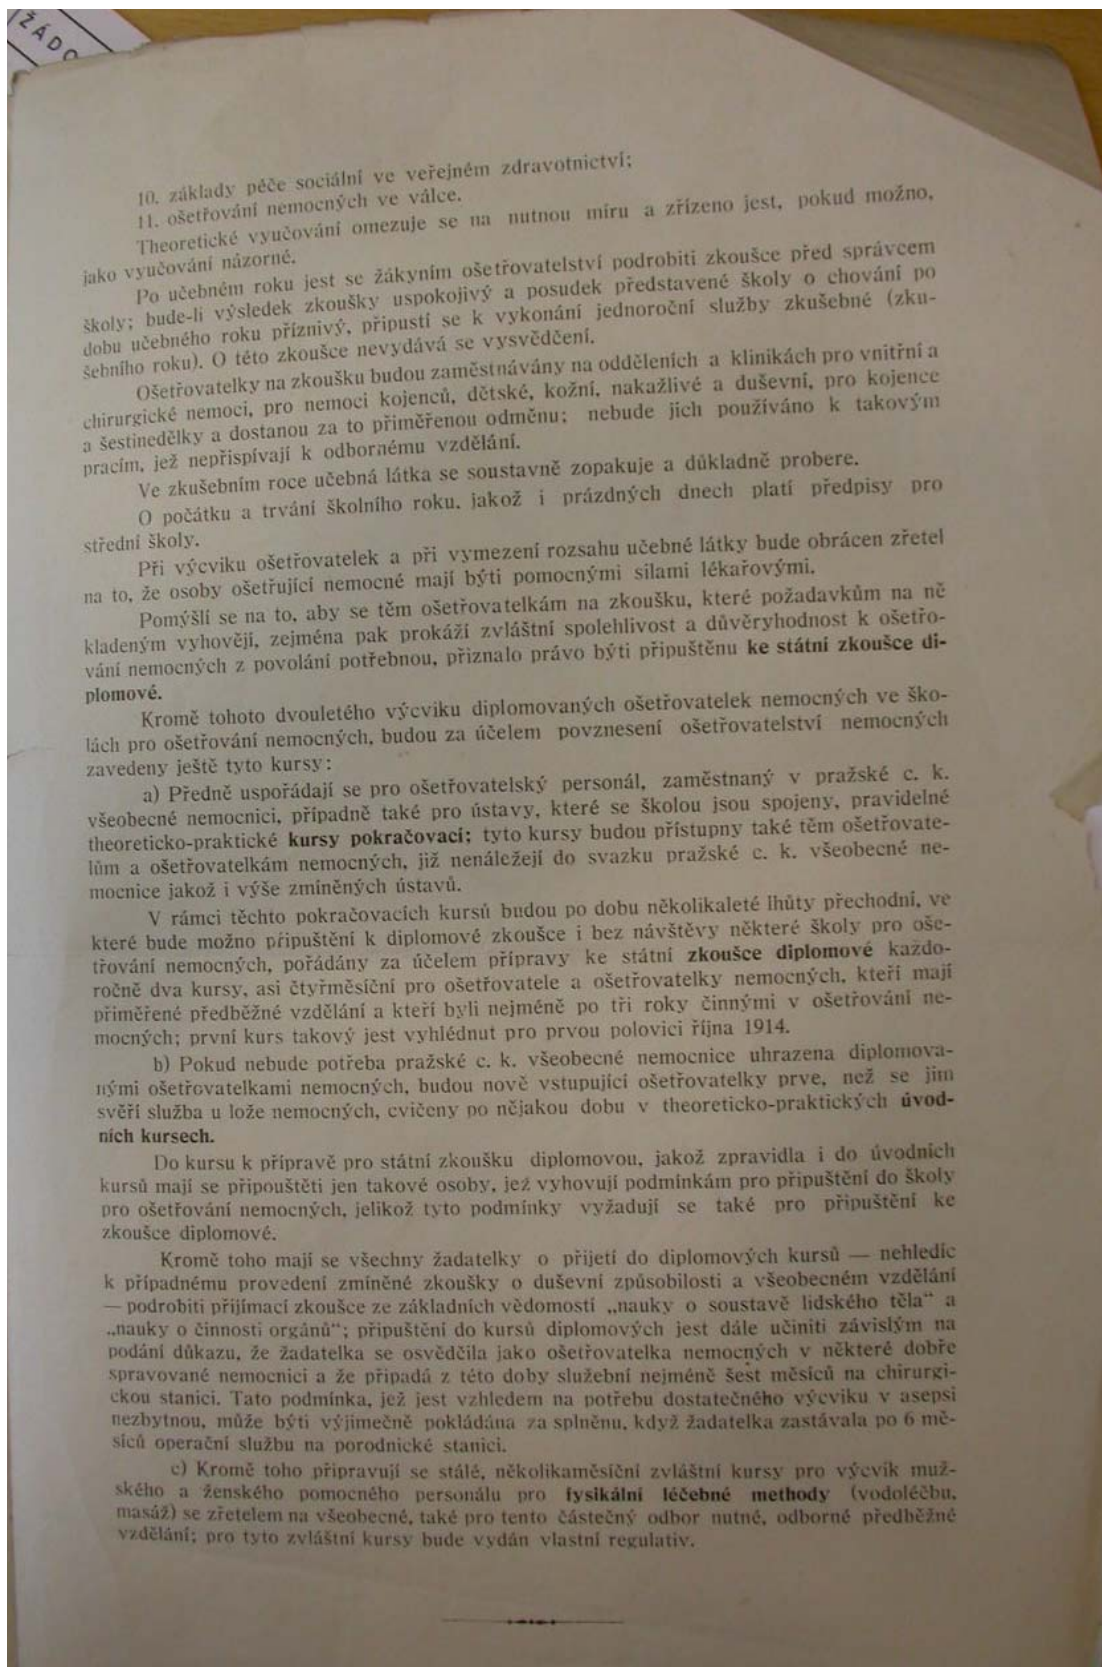 ŽÁDO
10. základy péče sociální ve veřejném zdravotnictví;
11. ošetřování nemocných ve válce.
Theoretické vyučování omezuje se na nutnou míru a zřízeno jest, pokud možno,
jako vyučování názorné.
Po učebném roku jest se žákyním ošetřovatelství podrobiti zkoušce před správcem
školy; bude-li výsledek zkoušky uspokojivý a posudek představené školy o chování po
dobu učebného roku příznivý, připustí se k vykonání jednoroční služby zkušebné (zku-
šebního roku). O této zkoušce nevydává se vysvědčení.
Ošetřovatelky na zkoušku budou zaměstnávány na odděleních a klinikách pro vnitřní a
chirurgické nemoci, pro nemoci kojenců, dětské, kožní, nakažlivé a duševní, pro kojence
a šestinedělky a dostanou za to přiměřenou odměnu; nebude jich používáno k takovým
pracím, jež nepřispívají k odbornému vzdělání.
Ve zkušebním roce učebná látka se soustavně zopakuje a důkladně probere.
O počátku a trvání školního roku. jakož i prázdných dnech platí předpisy pro
střední školy.
Při výcviku ošetřovatelek a při vymezení rozsahu učebné látky bude obrácen zřetel
na to, že osoby ošetřující nemocné mají býti pomocnými silami lékařovými.
Pomýšlí se na to, aby se těm ošetřovatelkám na zkoušku, které požadavkům na ně
kladeným vyhovějí, zejména pak prokáží zvláštní spolehlivost a důvěryhodnost k ošetřo-
vání nemocných z povolání potřebnou, přiznalo právo býti připuštěnu ke státní zkoušce di-
plomové.
Kromě tohoto dvouletého výcviku diplomovaných ošetřovatelek nemocných ve ško-
lách pro ošetřování nemocných, budou za účelem povznesení ošetřovatelství nemocných
zavedeny ještě tyto kursy:
a) Předně uspořádají se pro ošetřovatelský personál, zaměstnaný v pražské c. k.
všeobecné nemocnici, případně také pro ústavy, které se školou jsou spojeny, pravidelné
theoreticko-praktické kursy pokračovací; tyto kursy budou přístupny také těm ošetřovate-
lům a ošetřovatelkám nemocných, již nenáležejí do svazku pražské c. k. všeobecné ne-
mocnice jakož i výše zmíněných ústavů.
V rámci těchto pokračovacích kursů budou po dobu několikaleté lhůty přechodní, ve
které bude možno připuštění k diplomové zkoušce i bez návštěvy některé školy pro oše-
třování nemocných, pořádány za účelem přípravy ke státní zkoušce diplomové každo-
ročně dva kursy, asi čtyřměsíční pro ošetřovatele a ošetřovatelky nemocných, kteří mají
přiměřené předběžné vzdělání a kteří byli nejméně po tři roky činnými v ošetřování ne-
mocných; první kurs takový jest vyhlédnut pro prvou polovici října 1914.
b) Pokud nebude potřeba pražské c. k. všeobecné nemocnice uhrazena diplomova-
nými ošetřovatelkami nemocných, budou nově vstupující ošetřovatelky prve, než se jim
svěří služba u lože nemocných, cvičeny po nějakou dobu v theoreticko-praktických úvod-
ních kursech.
Do kursu k přípravě pro státní zkoušku diplomovou, jakož zpravidla i do úvodních
kursů mají se připouštěti jen takové osoby, jež vyhovují podmínkám pro připuštění do školy
pro ošetřování nemocných, jelikož tyto podmínky vyžadují se také pro připuštění ke
zkoušce diplomové.
Kromě toho mají se všechny žadatelky o přijetí do diplomových kursů — nehledíc
k případnému provedení zmíněné zkoušky o duševní způsobilosti a všeobecném vzdělání
— podrobiti přijímací zkoušce ze základních vědomostí „nauky o soustavě lidského těla“ a
„nauky o činnosti orgánů“; připuštění do kursů diplomových jest dále učiniti závislým na
podání důkazu, že žadatelka se osvědčila jako ošetřovatelka nemocných v některé dobře
spravované nemocnici a že připadá z této doby služební nejméně šest měsíců na chirurgi-
ckou stanici. Tato podmínka, jež jest vzhledem na potřebu dostatečného výcviku v asepsi
nezbytnou, může býti výjimečně pokládána za splněnu, když žadatelka zastávala po 6 mě-
síců operační službu na porodnické stanici.
c) Kromě toho připravují se stálé, několikaměsíční zvláštní kursy pro výcvik muž-
ského a ženského pomocného personálu pro fysikální léčebné methody (vodoléčbu,
masáž) se zřetelem na všeobecné, také pro tento částečný odbor nutné, odborné předběžné
vzdělání; pro tyto zvláštní kursy bude vydán vlastní regulativ.